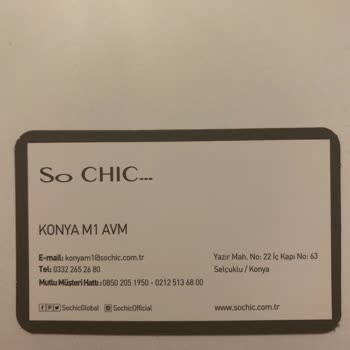 So CHIC...
KONYA M1 AVM
E-mail: konyam1@sochic.com.tr
Tel: 0332 265 26 80
Mutlu Müşteri Hattı: 0850 205 1950 - 0212 513 68 00
Yazır Mah. No: 22 İç Kapı No: 63
Selçuklu / Konya
SochicGlobal SochicOfficial
www.sochic.com.tr